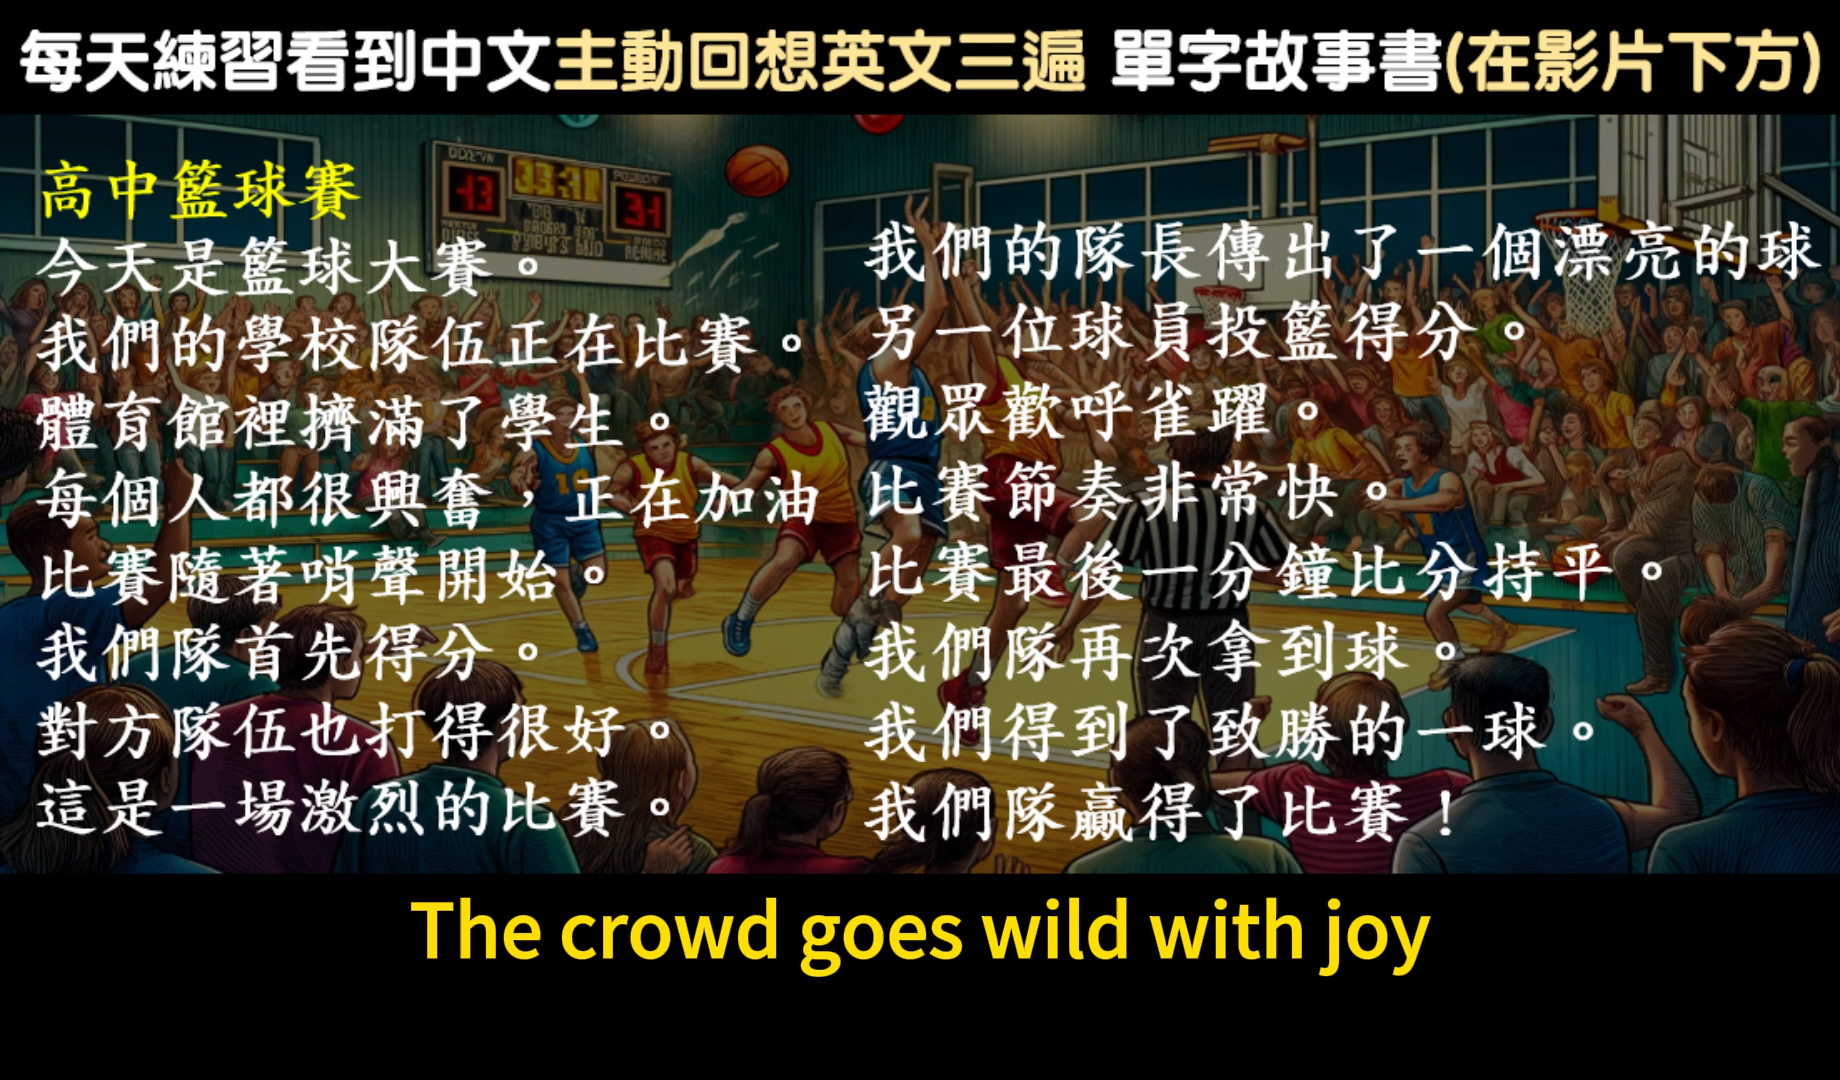 每天練習看到中文主動回想英文三遍 單字故事書(在影片下方)
高中籃球賽
今天是籃球大賽。
我們的學校隊伍正在比賽。
體育館裡擠滿了學生。
每個人都很興奮，正在加油
比賽隨著哨聲開始。
我們隊首先得分。
對方隊伍也打得很好。
這是一場激烈的比賽。
我們的隊長傳出了一個漂亮的球
另一位球員投籃得分。
觀眾歡呼雀躍。
比賽節奏非常快。
比賽最後一分鐘比分持平。
我們隊再次拿到球。
我們得到了致勝的一球。
我們隊贏得了比賽！
The crowd goes wild with joy